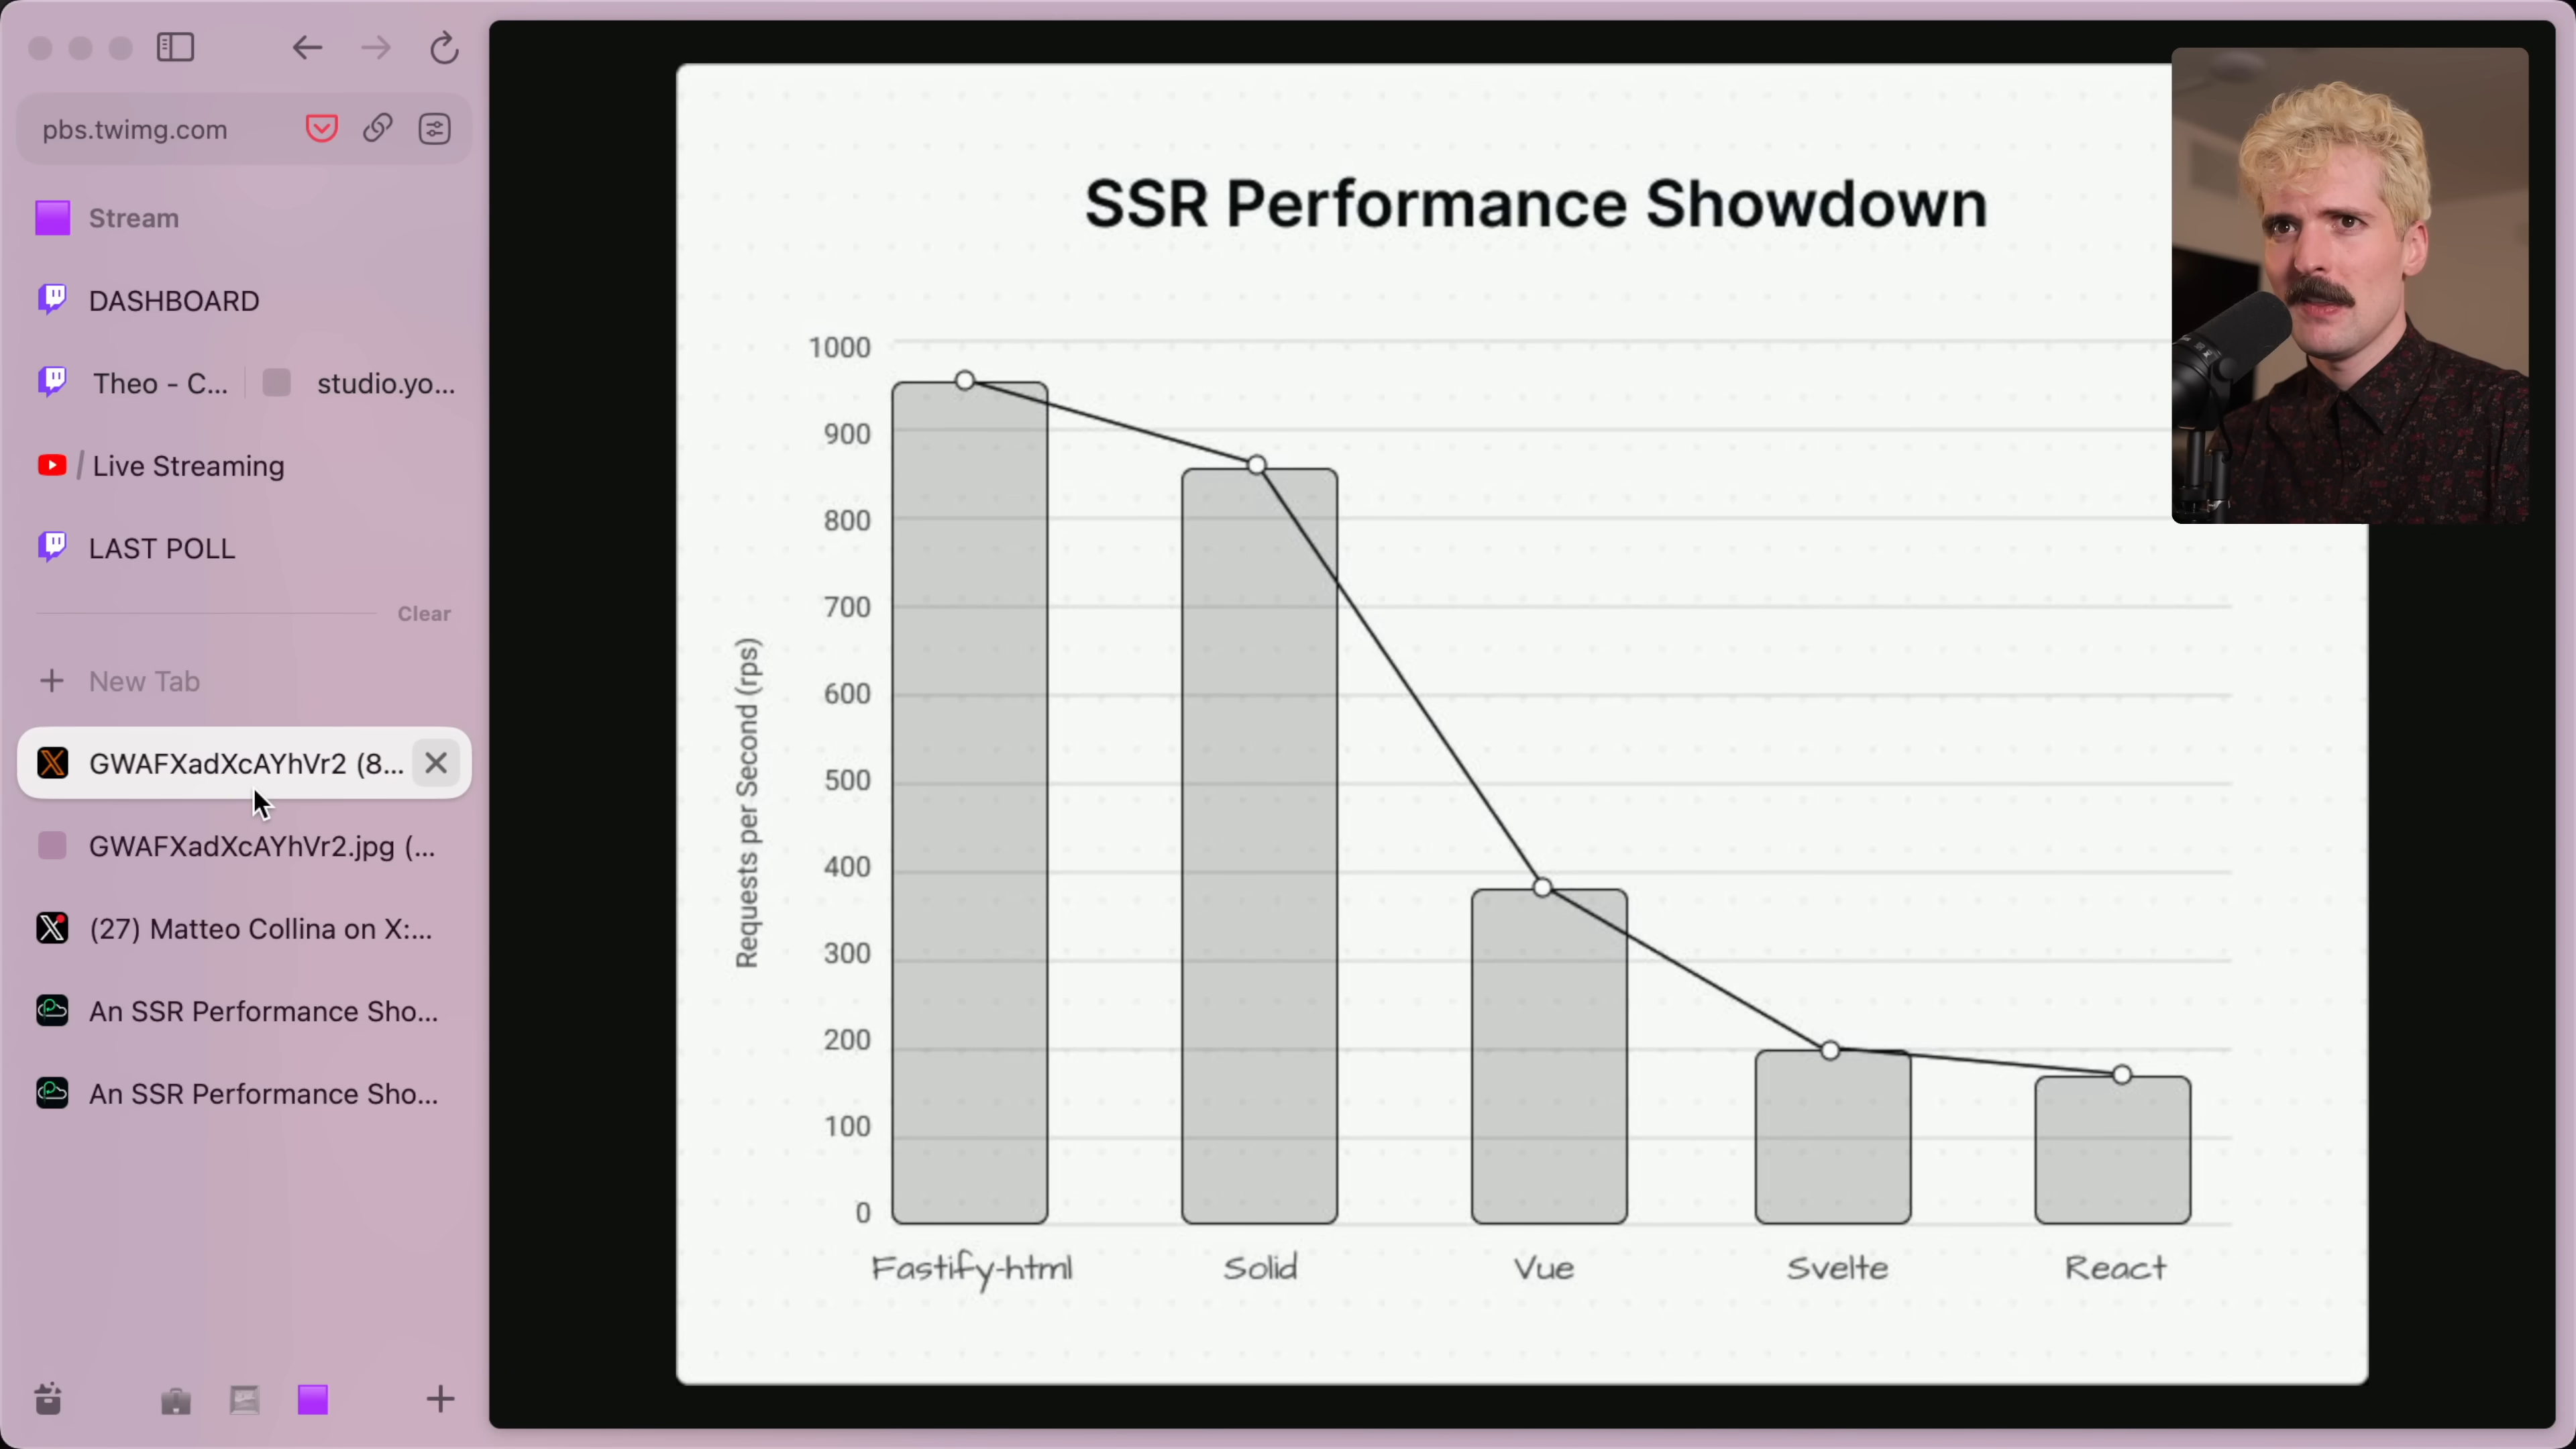 pbs.twimg.com
Stream
DASHBOARD
Theo - C... studio.yo...
/ Live Streaming
LAST POLL
Clear
New Tab
GWAFXadXcAYhVr2 (8...
GWAFXadXcAYhVr2.jpg (...
(27) Matteo Collina on X:...
An SSR Performance Sho...
An SSR Performance Sho...
SSR Performance Showdown
Requests per Second (rps)
1000
900
800
700
600
500
400
300
200
100
0
Fastify-html Solid Vue Svelte React